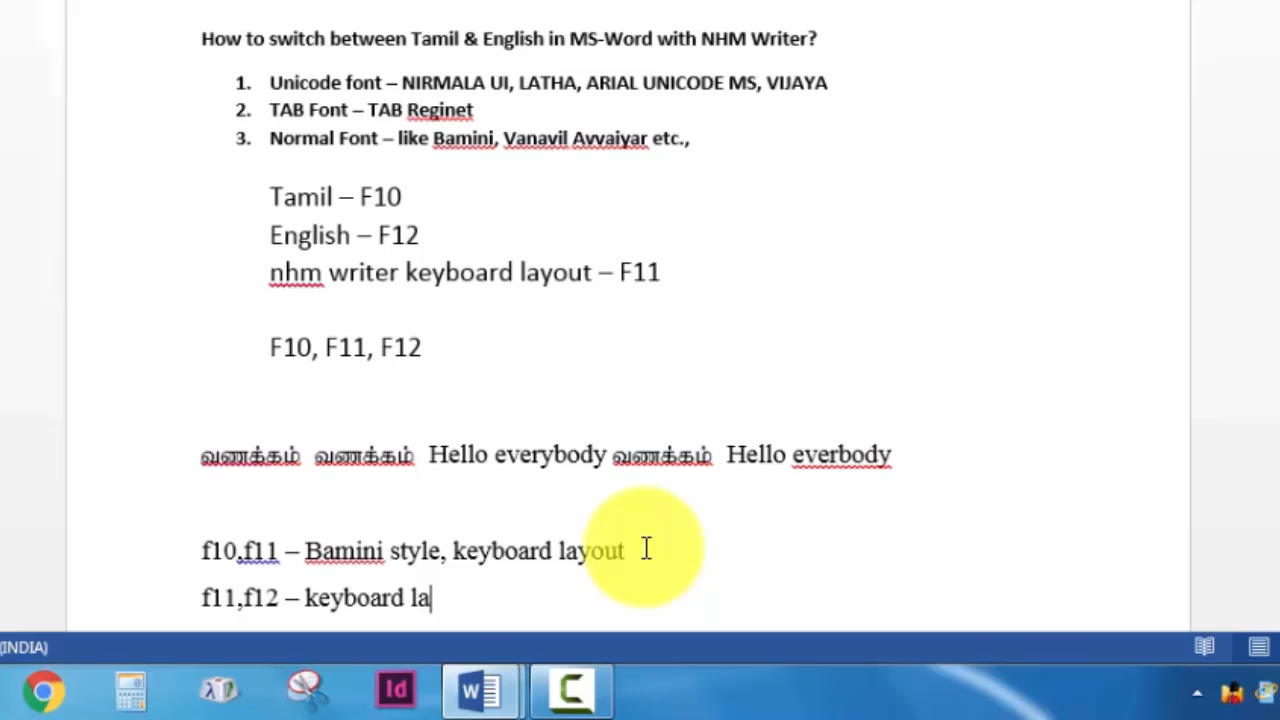 How to switch between Tamil & English in MS-Word with NHM Writer?
1. Unicode font – NIRMALA UI, LATHA, ARIAL UNICODE MS, VIJAYA
2. TAB Font – TAB Reginet
3. Normal Font – like Bamini, Vanavil Avvaiyar etc.,
Tamil – F10
English – F12
nhm writer keyboard layout – F11
F10, F11, F12
வணக்கம் வணக்கம் Hello everybody வணக்கம் Hello everbody
f10,f11 – Bamini style, keyboard layout
f11,f12 – keyboard la
(INDIA)
Id